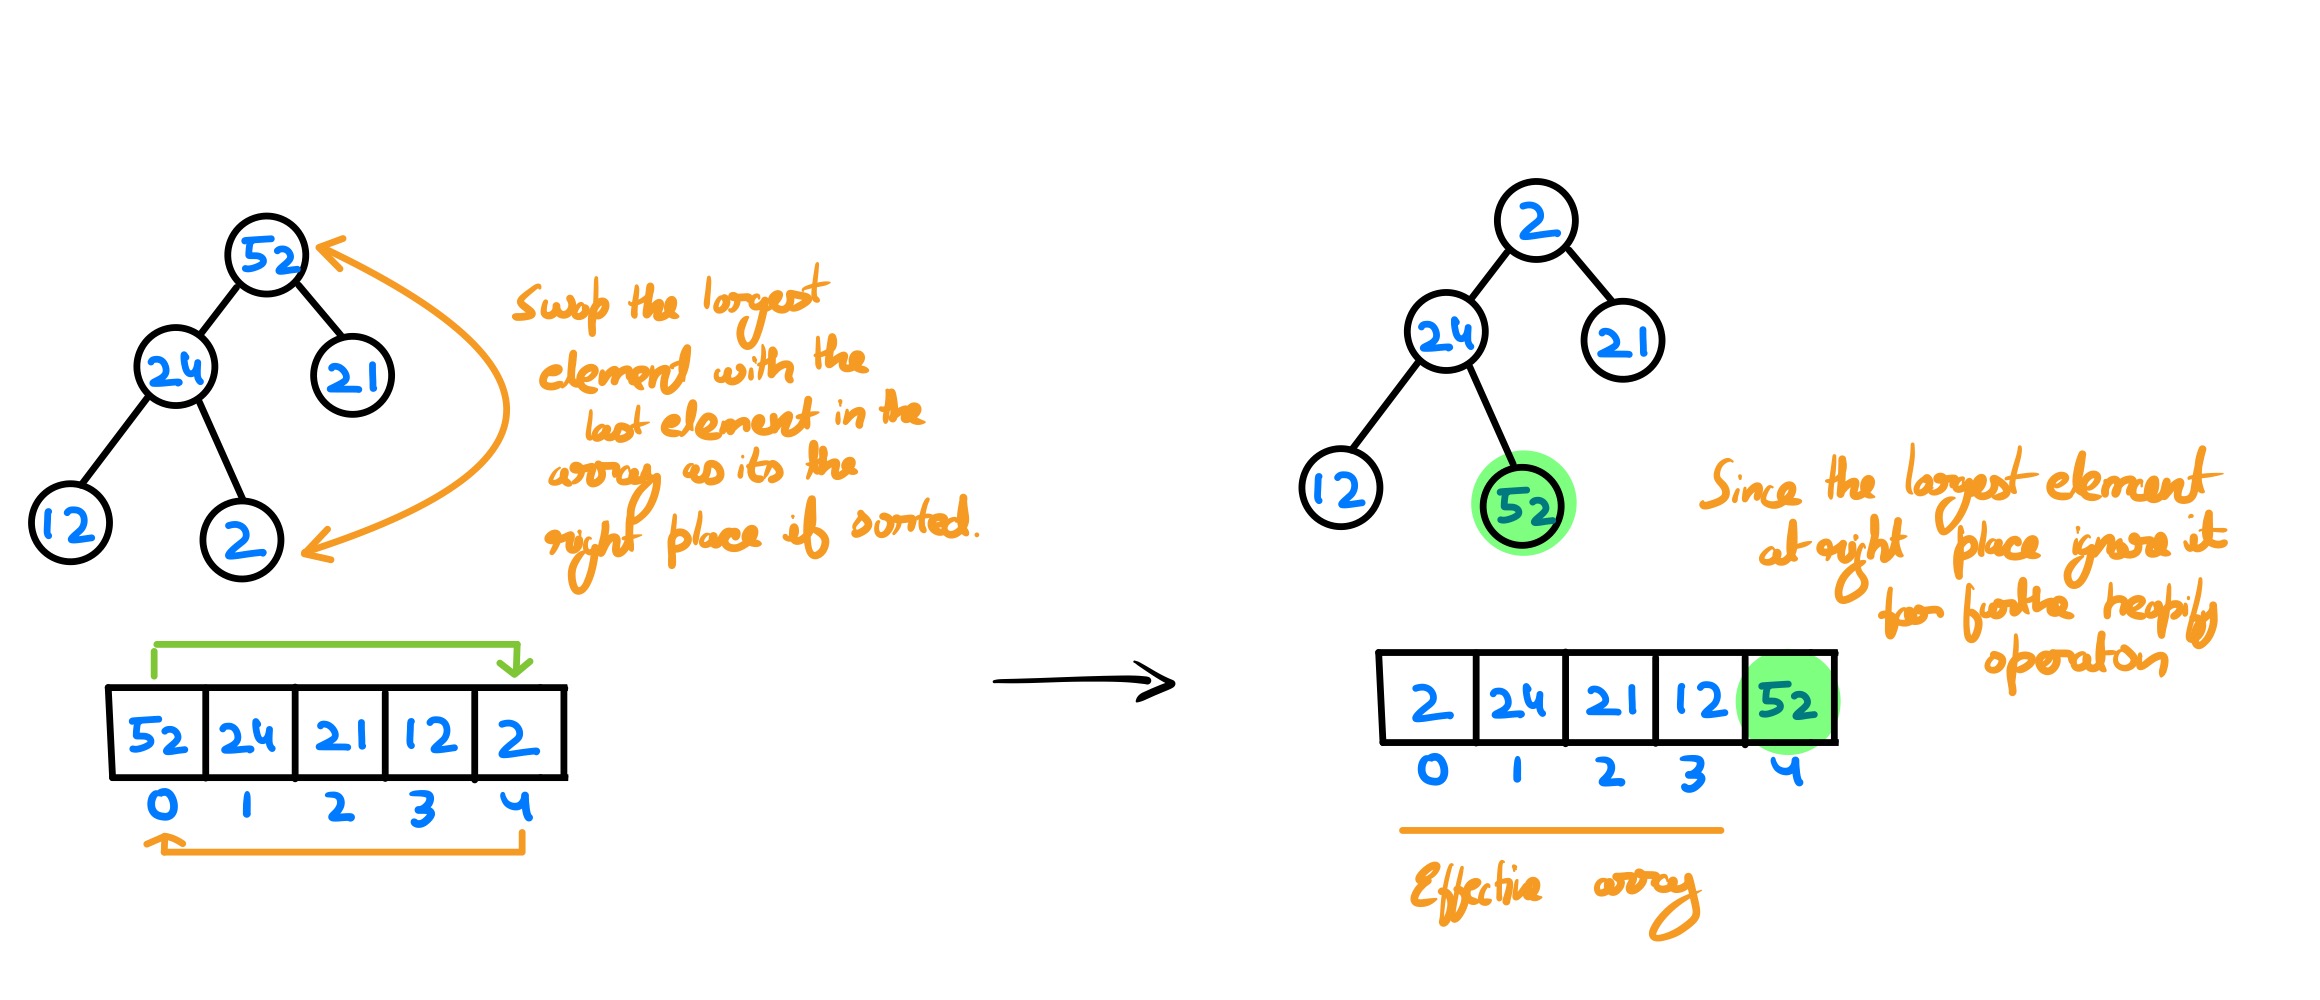 52
24
21
12
2
Swap the largest
element with the
last element in the
array as its the
right place if sorted.
52 24 21 12 2
0 1 2 3 4
2
24
21
12
52
Since the largest element
at right place ignore it
for furthe heapify
operation
2 24 21 12 52
0 1 2 3 4
Effective array